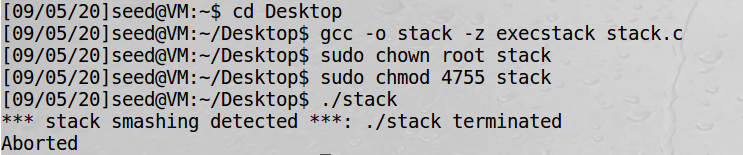 [09/05/20]seed@VM:~$ cd Desktop
[09/05/20]seed@VM:~/Desktop$ gcc -o stack -z execstack stack.c
[09/05/20]seed@VM:~/Desktop$ sudo chown root stack
[09/05/20]seed@VM:~/Desktop$ sudo chmod 4755 stack
[09/05/20]seed@VM:~/Desktop$ ./stack
*** stack smashing detected ***: ./stack terminated
Aborted